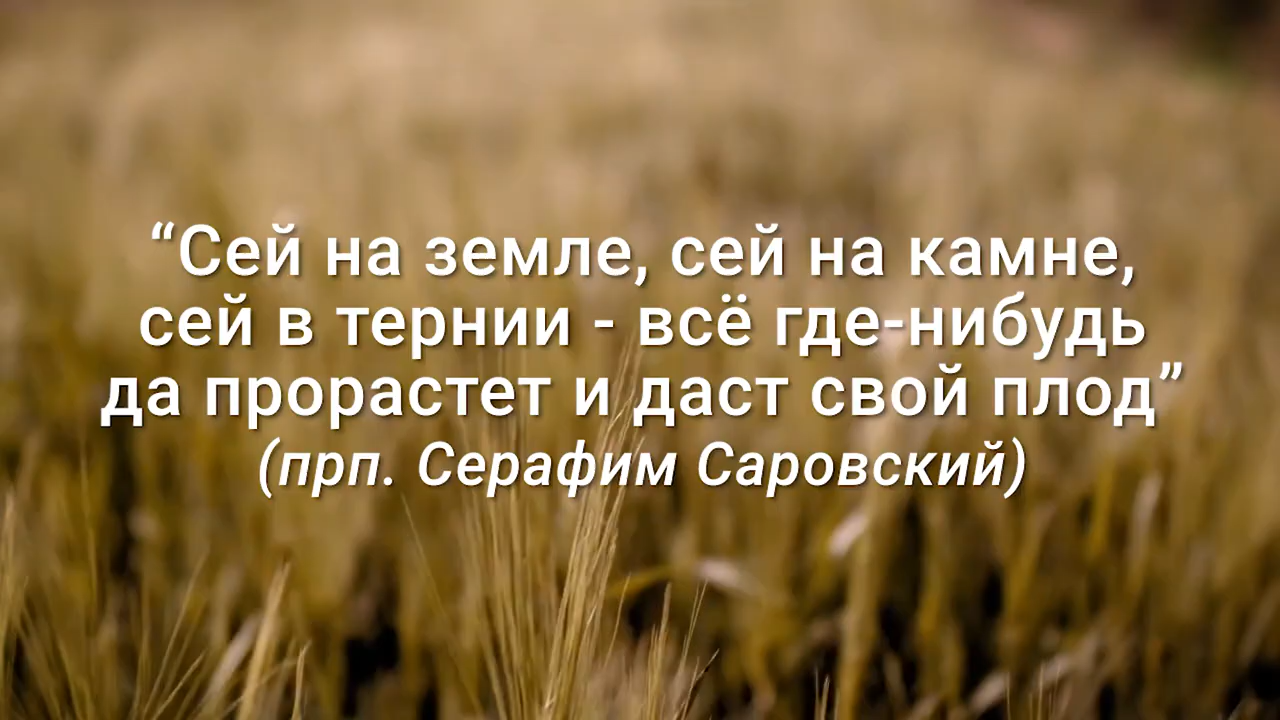 “Сей на земле, сей на камне,
сей в тернии - всё где-нибудь
да прорастет и даст свой плод”
(прп. Серафим Саровский)